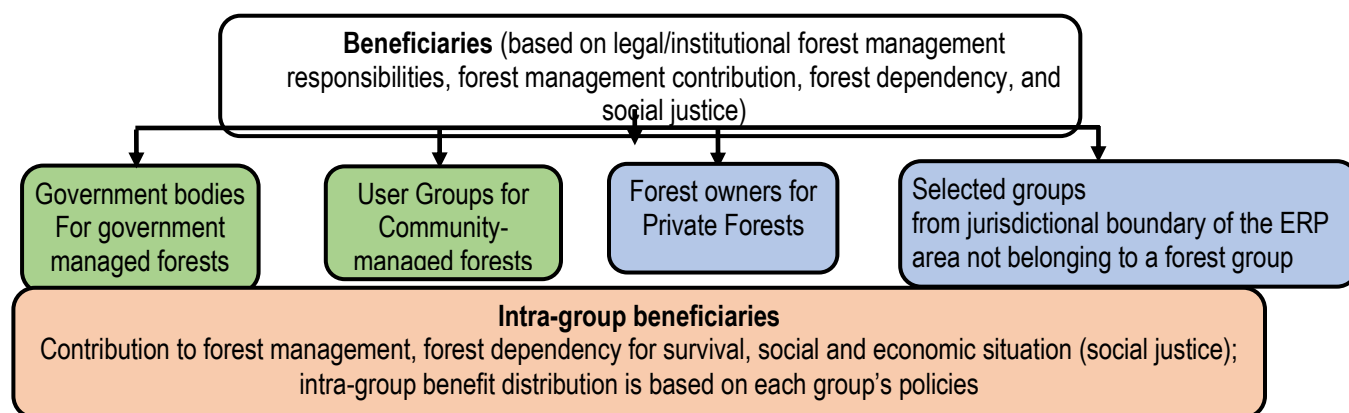 Beneficiaries (based on legal/institutional forest management
responsibilities, forest management contribution, forest dependency, and
social justice)
Government bodies
For government
managed forests
User Groups for
Community-
managed forests
Forest owners for
Private Forests
Selected groups
from jurisdictional boundary of the ERP
area not belonging to a forest group
Intra-group beneficiaries
Contribution to forest management, forest dependency for survival, social and economic situation (social justice);
intra-group benefit distribution is based on each group’s policies